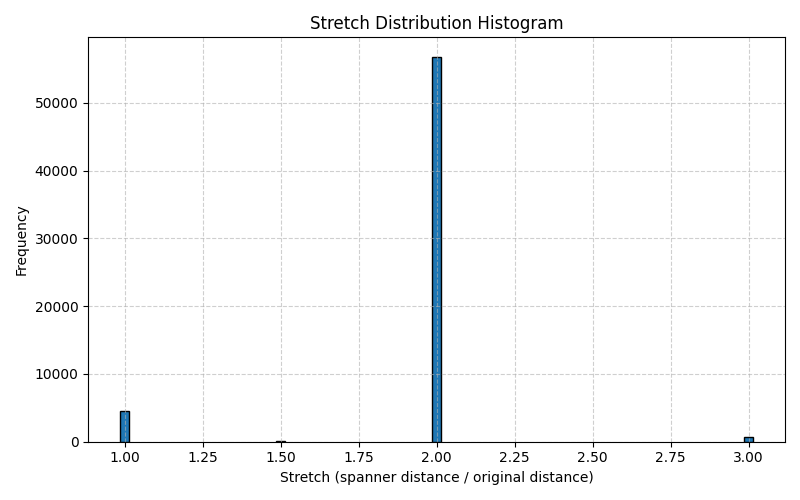 Stretch Distribution Histogram
Frequency
50000
40000
30000
20000
10000
0
1.00 1.25 1.50 1.75 2.00 2.25 2.50 2.75 3.00
Stretch (spanner distance / original distance)